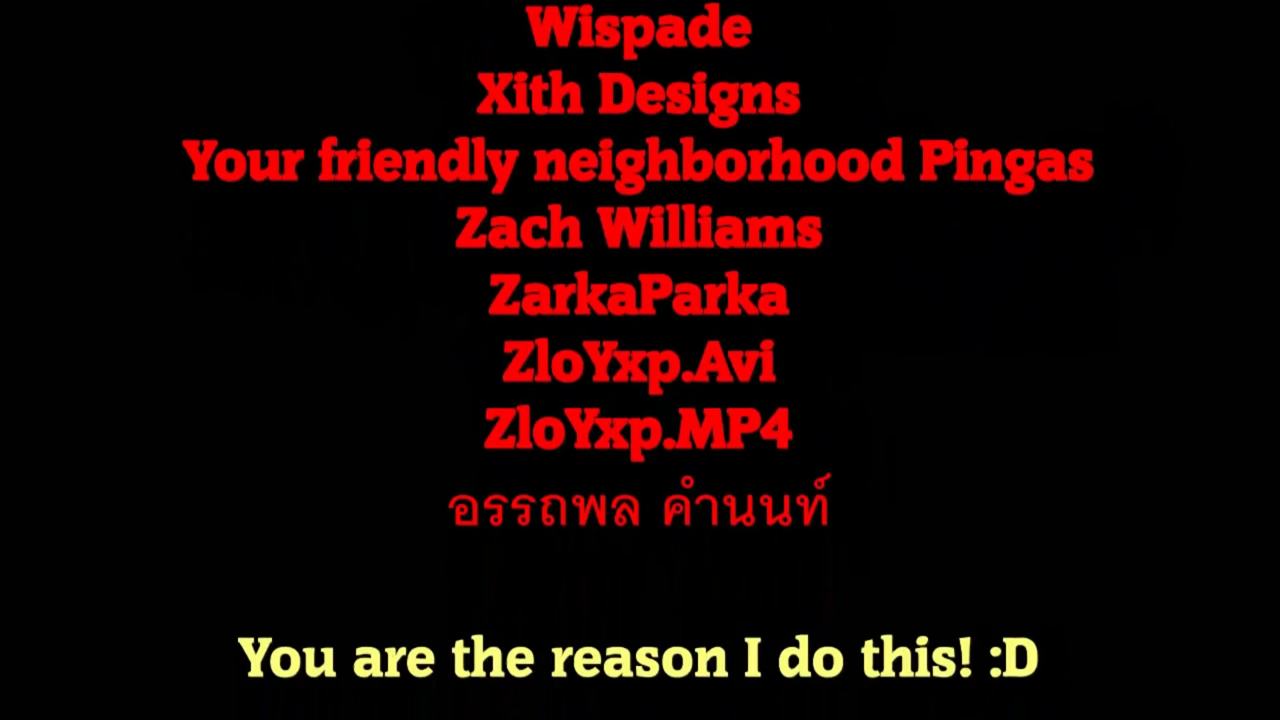 Wispade
Xith Designs
Your friendly neighborhood Pingas
Zach Williams
ZarkaParka
ZloYxp.Avi
ZloYxp.MP4
อรรถพล คำนนท์
You are the reason I do this! :D